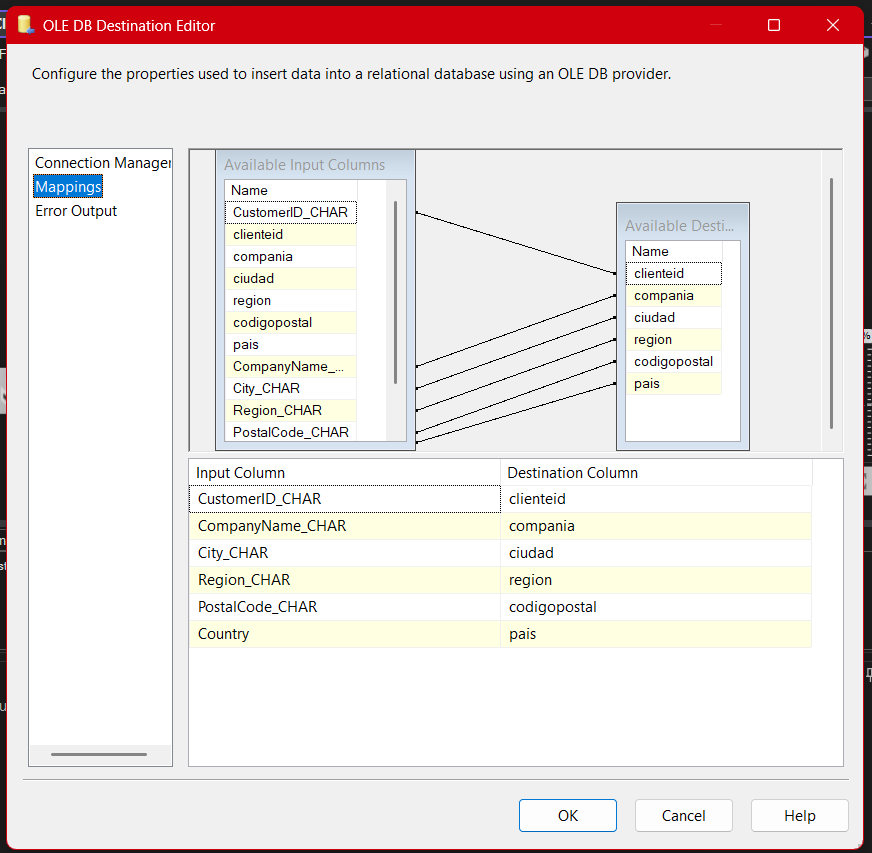 OLE DB Destination Editor
Configure the properties used to insert data into a relational database using an OLE DB provider.
Connection Manager
Mappings
Error Output
Available Input Columns
Name
CustomerID_CHAR
clienteid
compania
ciudad
region
codigopostal
pais
CompanyName_...
City_CHAR
Region_CHAR
PostalCode_CHAR
Available Desti...
Name
clienteid
compania
ciudad
region
codigopostal
pais
Input Column Destination Column
CustomerID_CHAR clienteid
CompanyName_CHAR compania
City_CHAR ciudad
Region_CHAR region
PostalCode_CHAR codigopostal
Country pais
OK Cancel Help